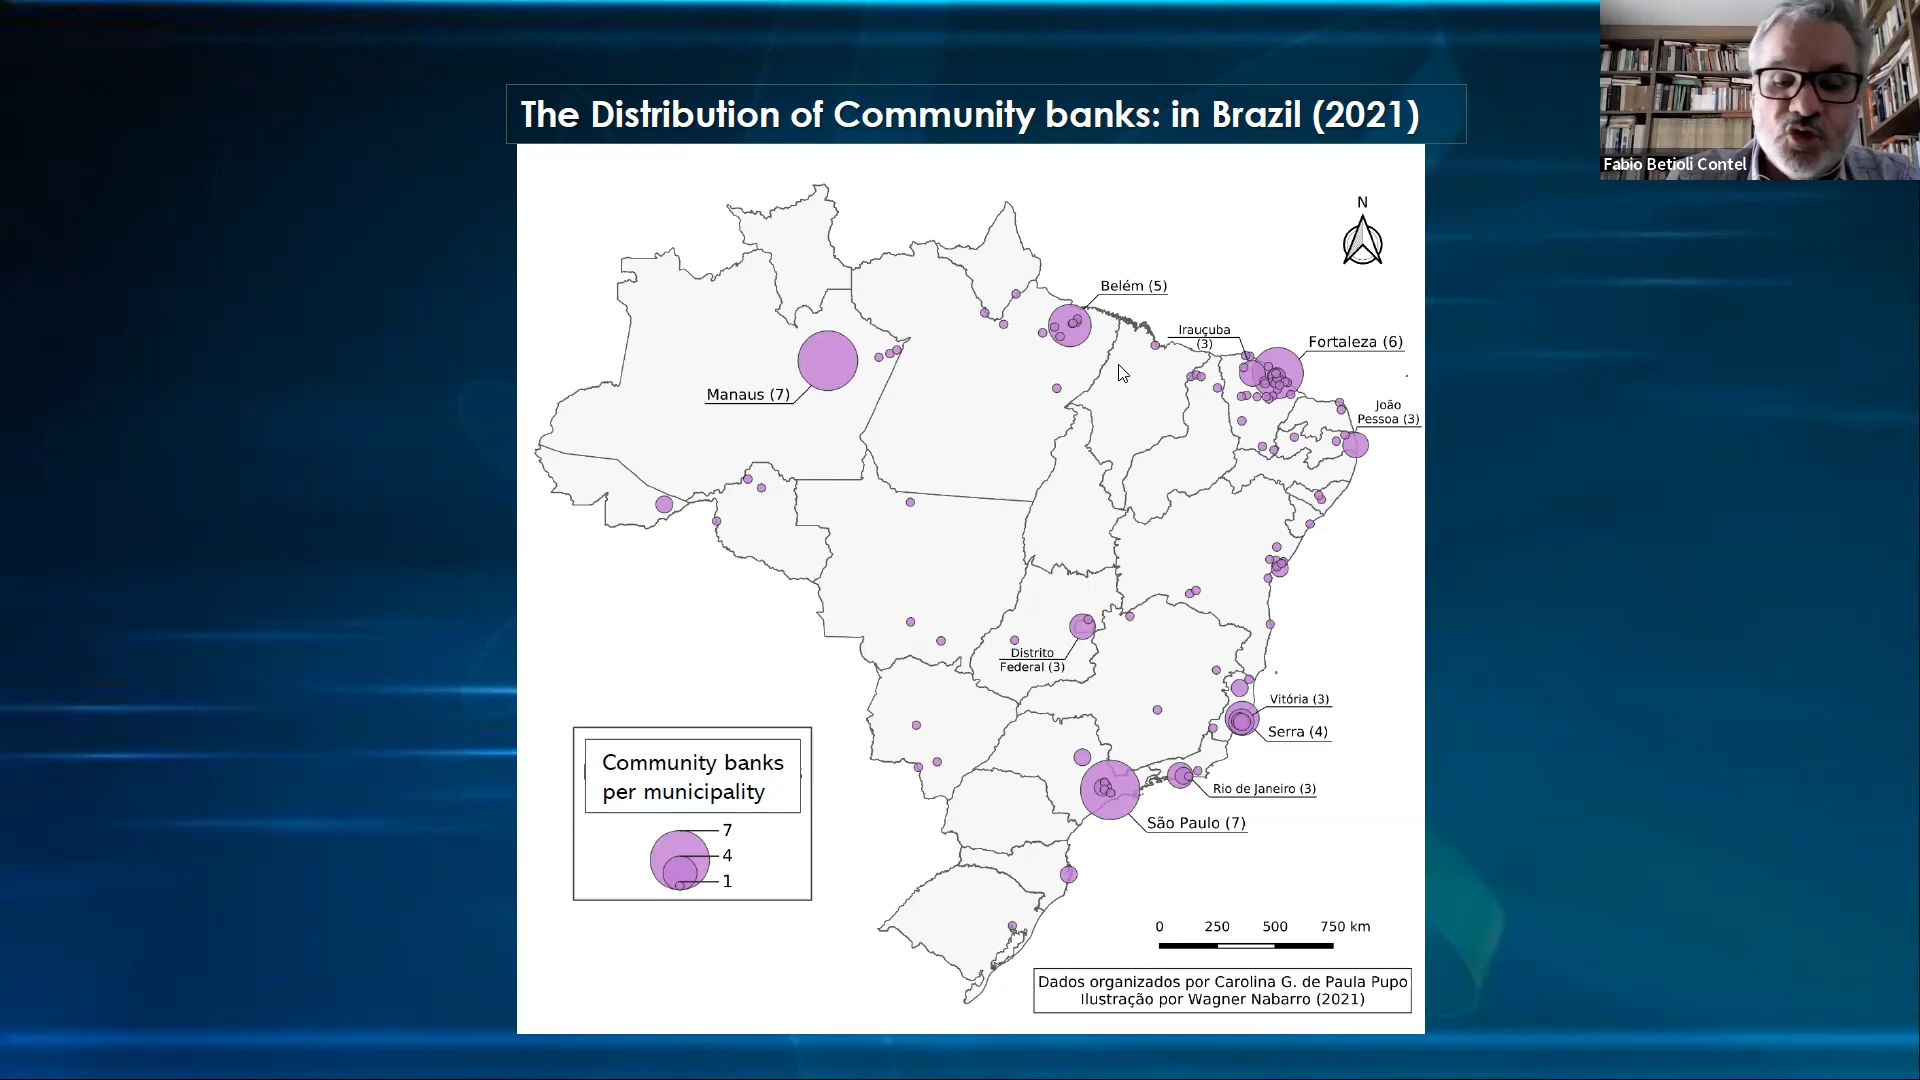 The Distribution of Community banks: in Brazil (2021)
Fabio Betioli Contel
N
Belém (5)
Irauçuba
(3)
Fortaleza (6)
Manaus (7)
João
Pessoa (3)
Distrito
Federal (3)
Vitória (3)
Serra (4)
Rio de Janeiro (3)
São Paulo (7)
Community banks
per municipality
7
4
1
0 250 500 750 km
Dados organizados por Carolina G. de Paula Pupo
Ilustração por Wagner Nabarro (2021)